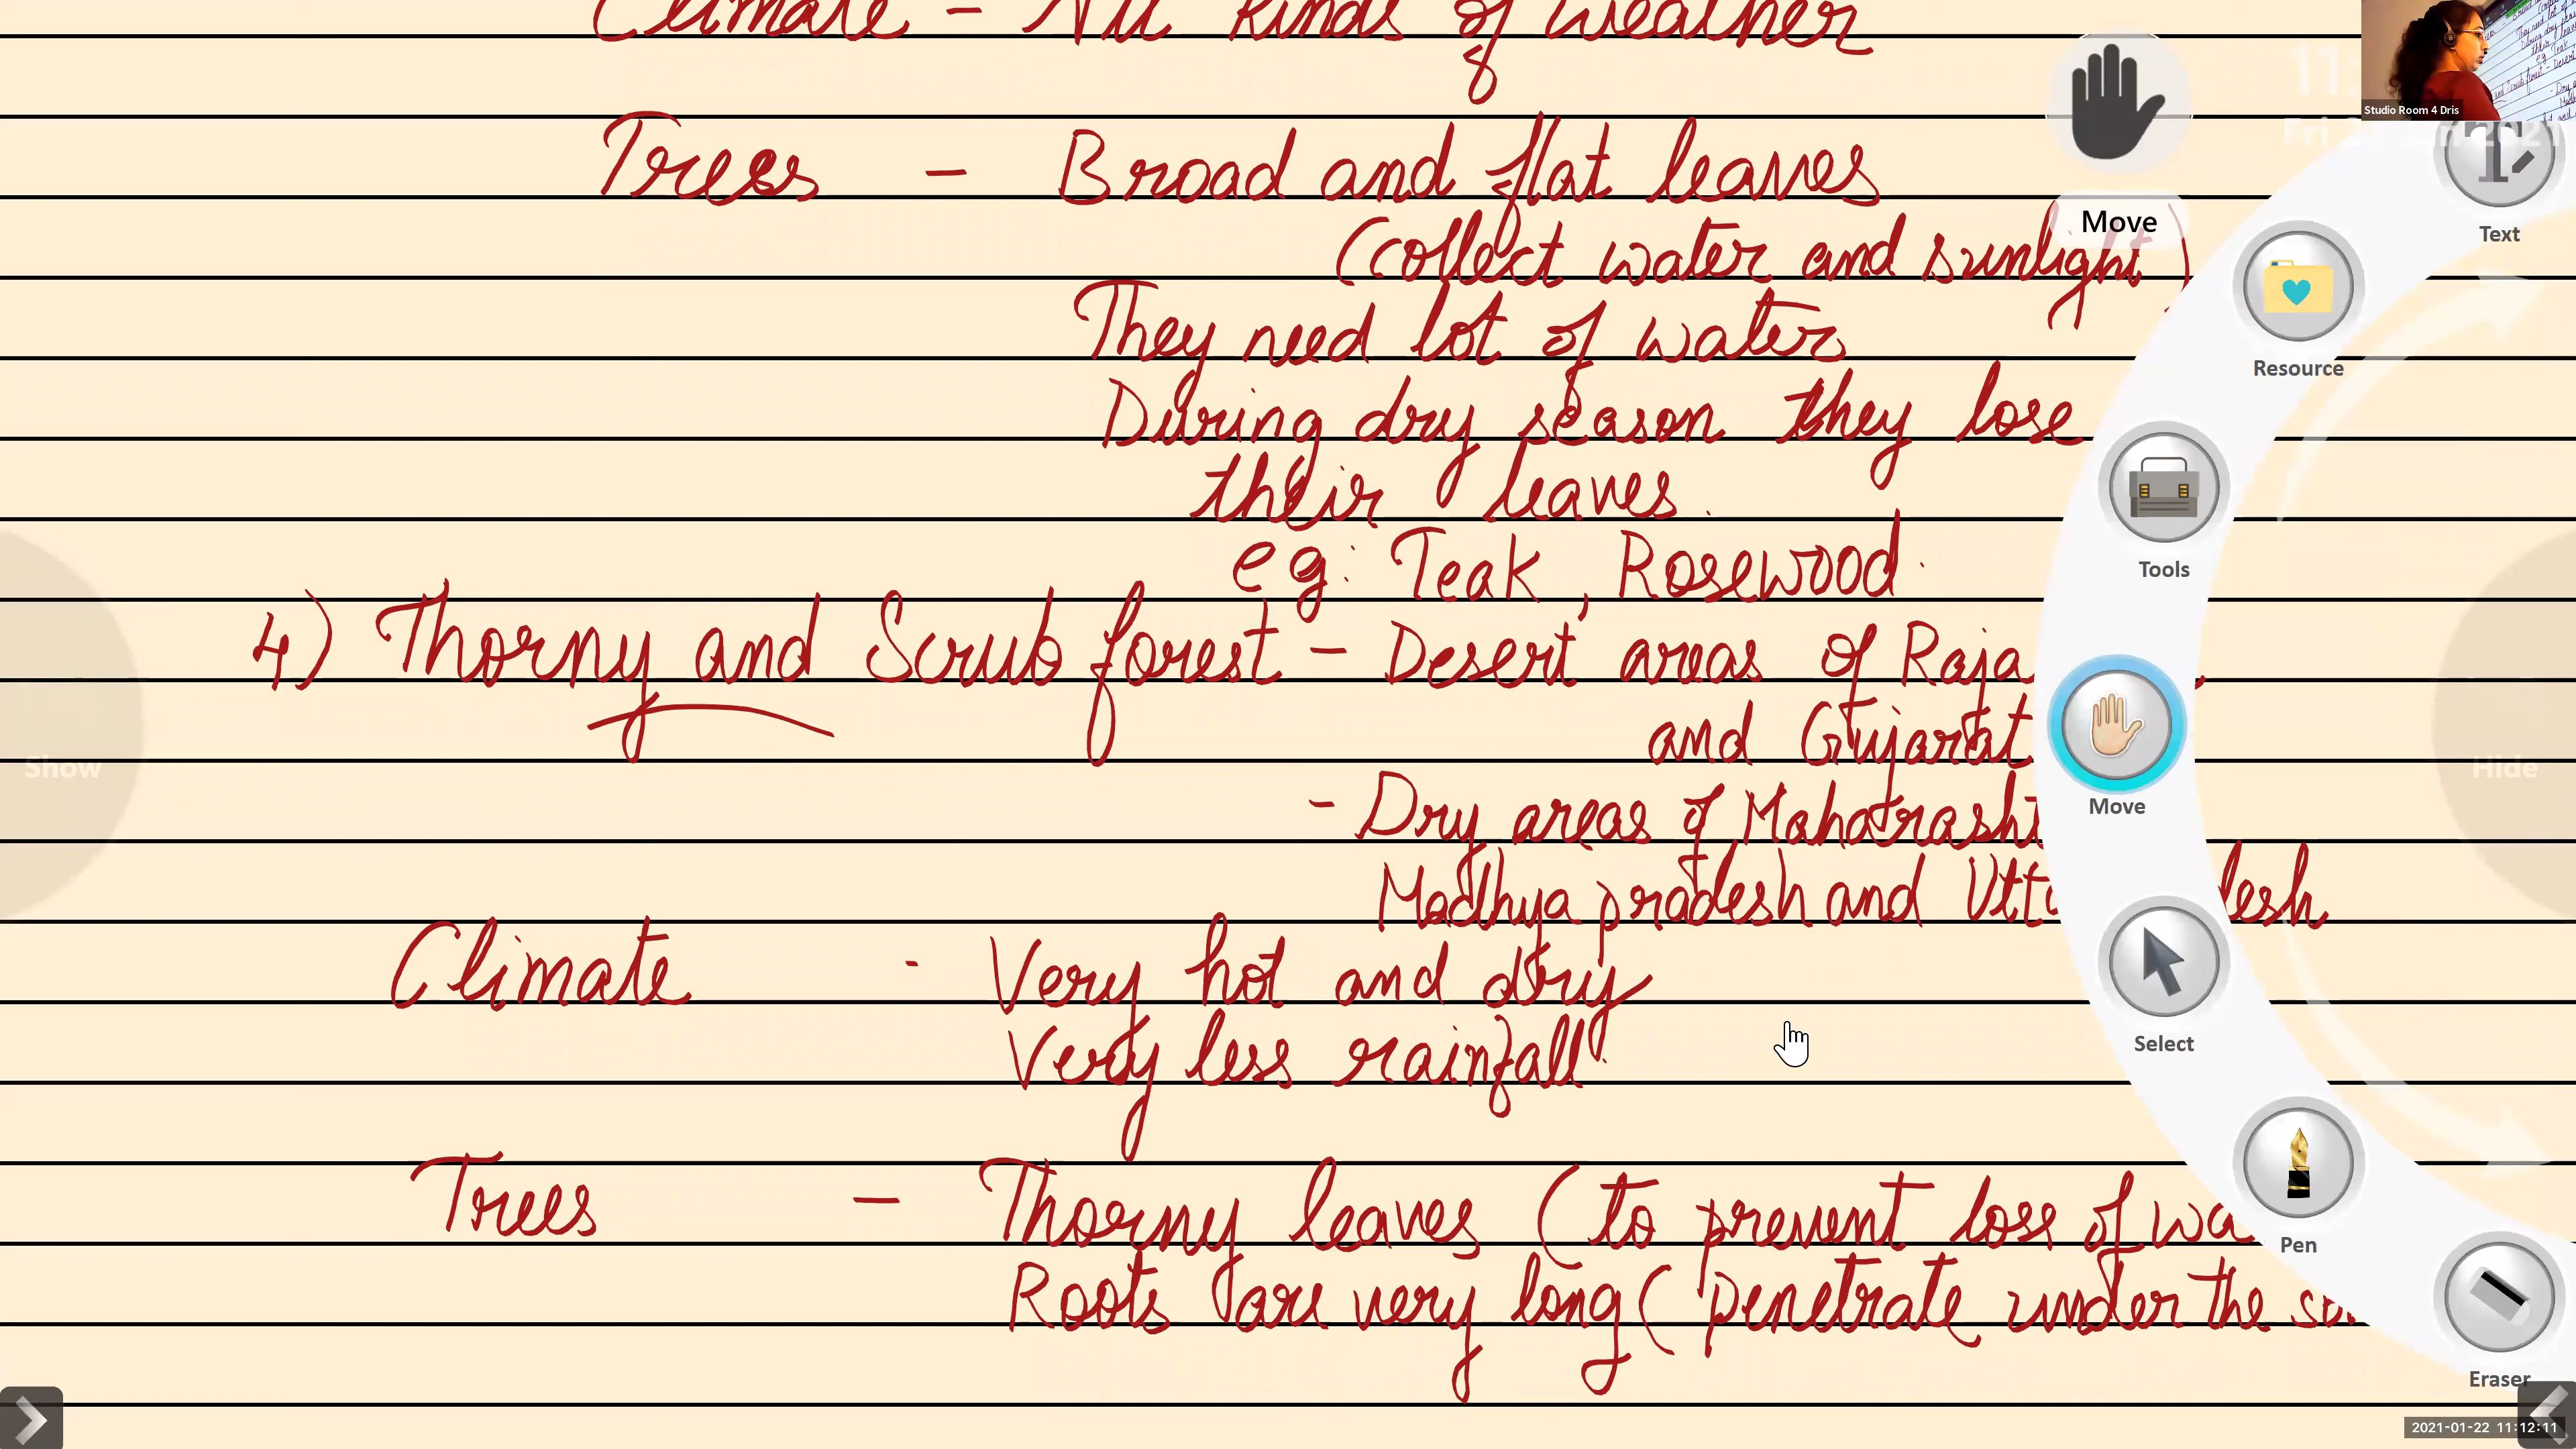 Climate - All kinds of weather
Trees - Broad and flat leaves
(collect water and sunlight)
They need lot of water
During dry season they lose
their leaves.
eg: Teak, Rosewood.
4) Thorny and Scrub forest - Desert areas of Raja
and Gujarat
- Dry areas of Maharasht
Madhya pradesh and Utt desh
Climate - Very hot and dry
Very less rainfall.
Trees - Thorny leaves (to prevent loss of wa
Roots are very long (penetrate under the so
Move
Studio Room 4 Dris
Text
Resource
Tools
Move
Select
Pen
Eraser
Show
Hide
2021-01-22 11:12:11